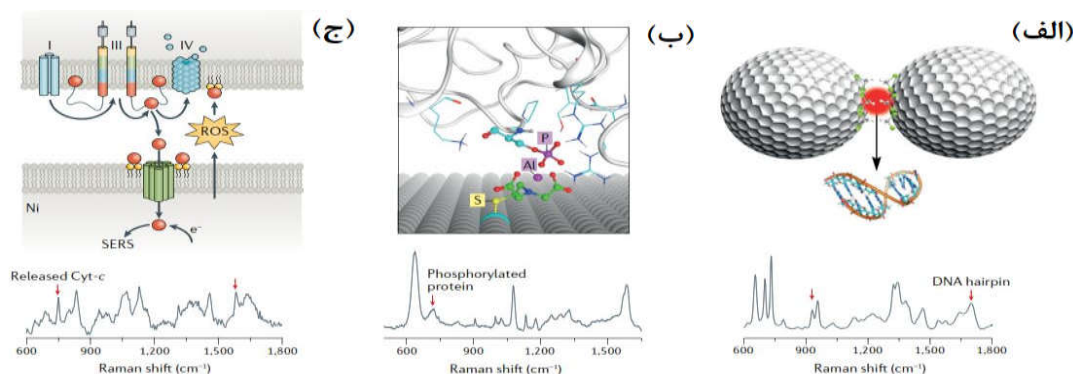 (الف)
(ب)
(ج)
I
III
IV
ROS
Ni
SERS
e⁻
P
Al
S
Released Cyt-c
600
900
1,200
1,500
1,800
Raman shift (cm⁻¹)
Phosphorylated
protein
600
900
1,200
1,500
Raman shift (cm⁻¹)
DNA hairpin
600
900
1,200
1,500
1,800
Raman shift (cm⁻¹)